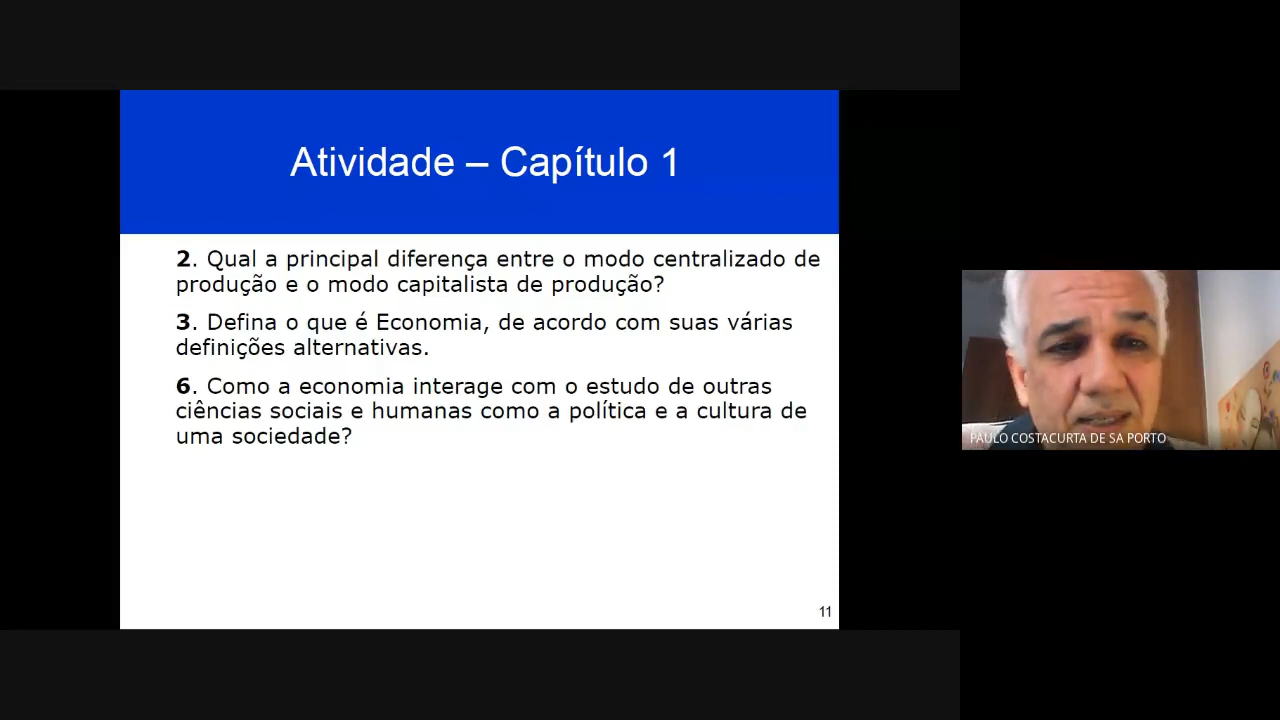 Atividade – Capítulo 1
2. Qual a principal diferença entre o modo centralizado de
produção e o modo capitalista de produção?
3. Defina o que é Economia, de acordo com suas várias
definições alternativas.
6. Como a economia interage com o estudo de outras
ciências sociais e humanas como a política e a cultura de
uma sociedade?
11
PAULO COSTACURTA DE SA PORTO